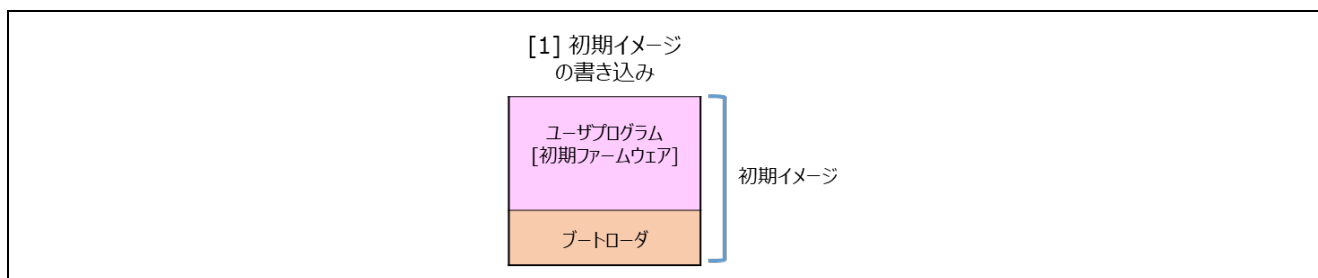 [1] 初期イメージ
の書き込み
ユーザプログラム
[初期ファームウェア]
初期イメージ
ブートローダ